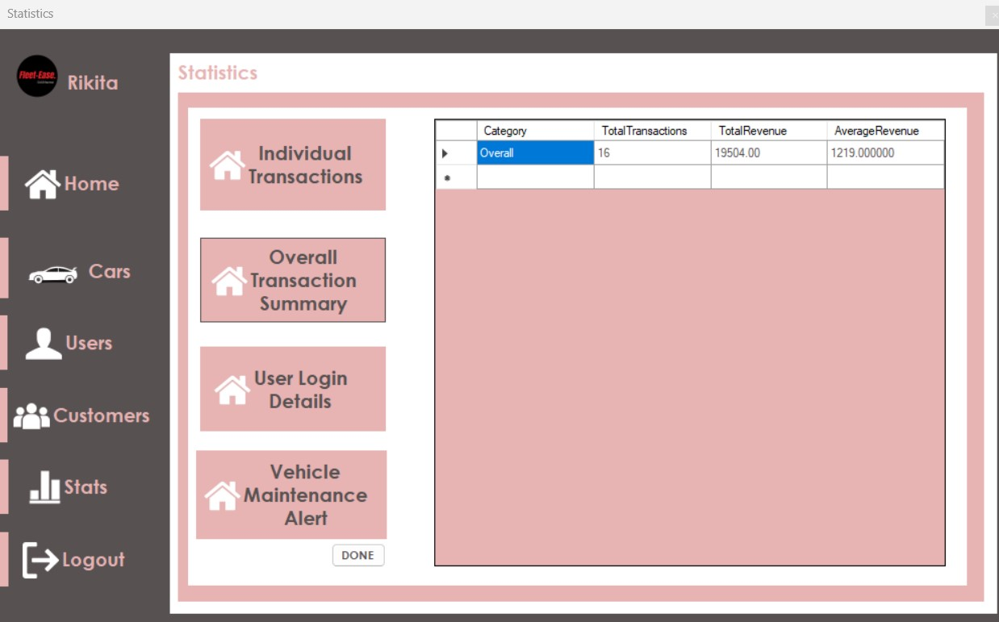 Statistics
Fleet-Ease.
Rikita
Home
Cars
Users
Customers
Stats
Logout
Statistics
Individual
Transactions
Overall
Transaction
Summary
User Login
Details
Vehicle
Maintenance
Alert
DONE
Category TotalTransactions TotalRevenue AverageRevenue
Overall 16 19504.00 1219.000000